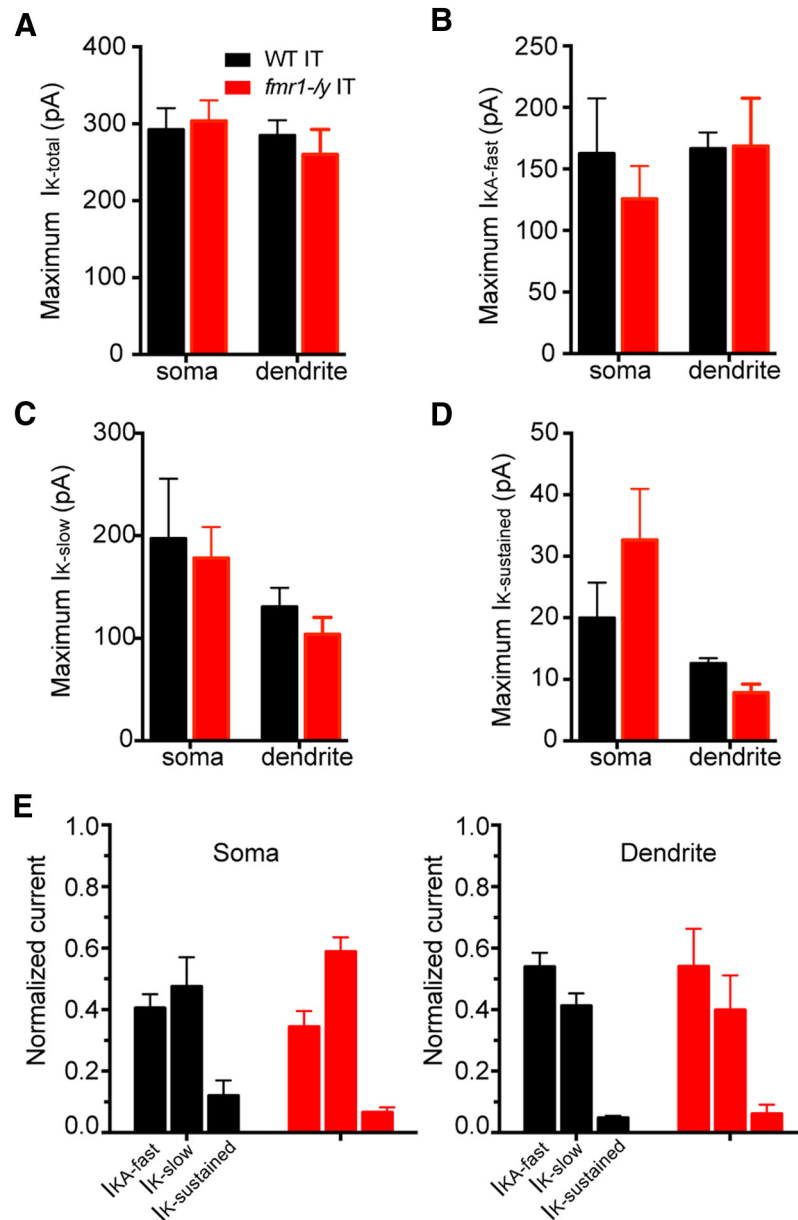 A
Maximum IK-total (pA)
400
300
200
100
0
WT IT
fmr1-/y IT
soma dendrite
B
Maximum IKA-fast (pA)
250
200
150
100
50
0
soma dendrite
C
Maximum IK-slow (pA)
300
200
100
0
soma dendrite
D
Maximum IK-sustained (pA)
50
40
30
20
10
0
soma dendrite
E
Normalized current
1.0
0.8
0.6
0.4
0.2
0.0
Soma
IKA-fast
IK-slow
IK-sustained
Normalized current
1.0
0.8
0.6
0.4
0.2
0.0
Dendrite
IKA-fast
IK-slow
IK-sustained